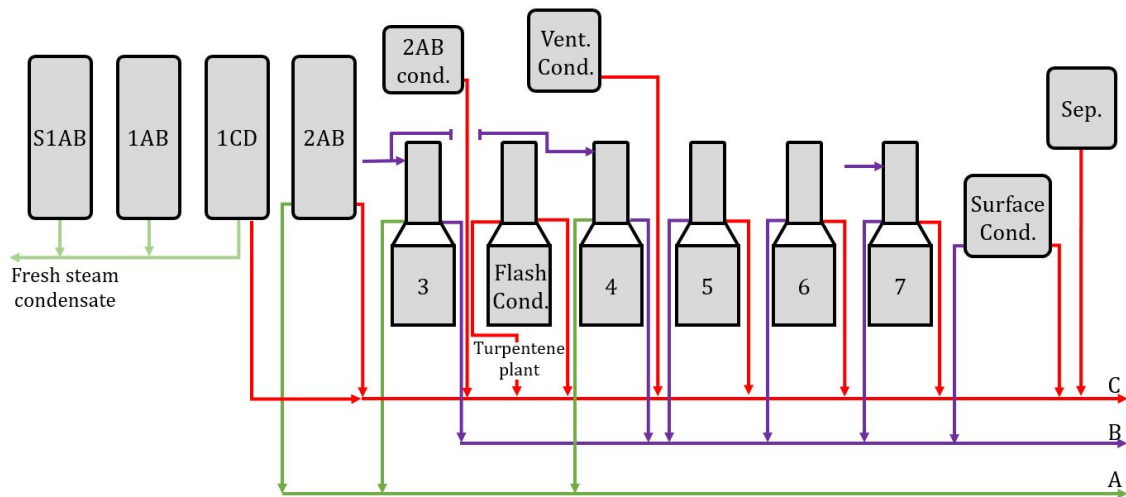 S1AB
1AB
1CD
2AB
2AB
cond.
Vent.
Cond.
Sep.
Surface
Cond.
3
Flash
Cond.
4
5
6
7
Fresh steam
condensate
Turpentene
plant
C
B
A